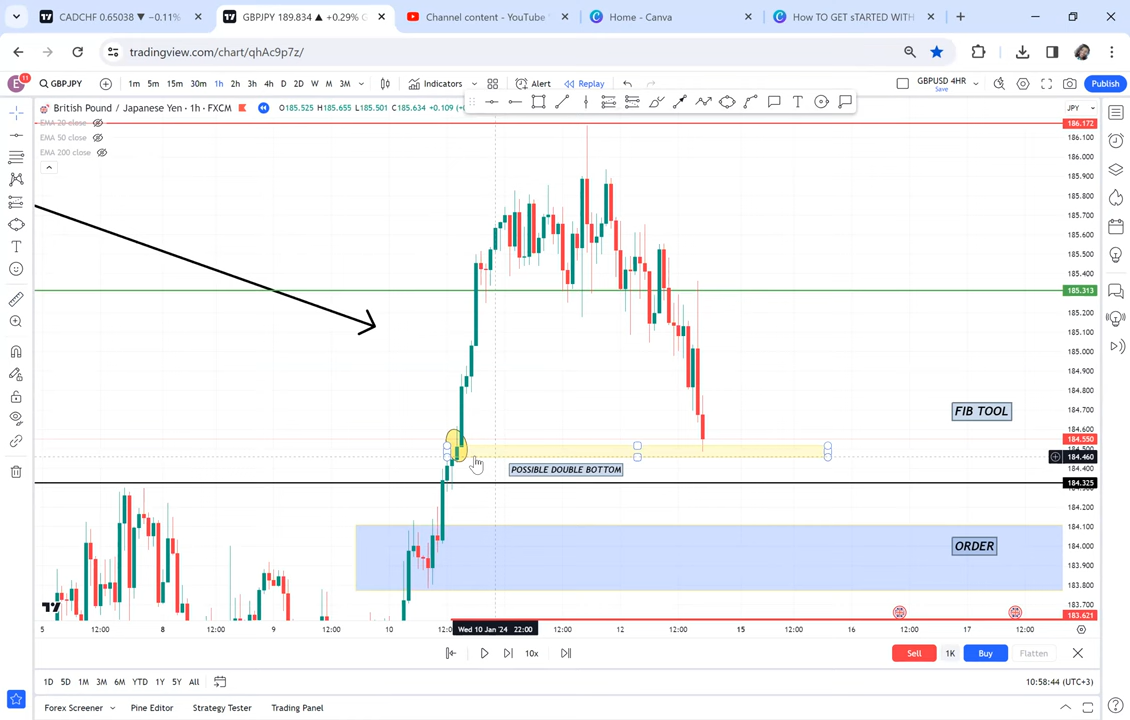 CADCHF 0.65038 ▼ −0.11%
GBPJPY 189.834 ▲ +0.29%
Channel content - YouTube
Home - Canva
How TO GET sTARTED WITH
tradingview.com/chart/qhAc9p7z/
E 11 GBPJPY 1m 5m 15m 30m 1h 2h 3h 4h D 2D W M 3M Indicators Alert Replay GBPUSD 4HR Save Publish
British Pound / Japanese Yen · 1h · FXCM O185.525 H185.655 L185.501 C185.634 +0.109
JPY
EMA 20 close
EMA 50 close
EMA 200 close
186.172
186.100
186.000
185.900
185.800
185.700
185.600
185.500
185.400
185.313
185.200
185.100
185.000
184.900
184.800
184.700
184.600
184.550
184.460
184.400
184.325
184.200
184.100
184.000
183.900
183.800
183.700
183.621
FIB TOOL
POSSIBLE DOUBLE BOTTOM
ORDER
5 12:00 8 12:00 9 12:00 10 Wed 10 Jan '24 22:00 12:00 12 12:00 15 12:00 16 12:00 17 12:00
10x Sell 1K Buy Flatten
1D 5D 1M 3M 6M YTD 1Y 5Y All 10:58:44 (UTC+3)
Forex Screener Pine Editor Strategy Tester Trading Panel